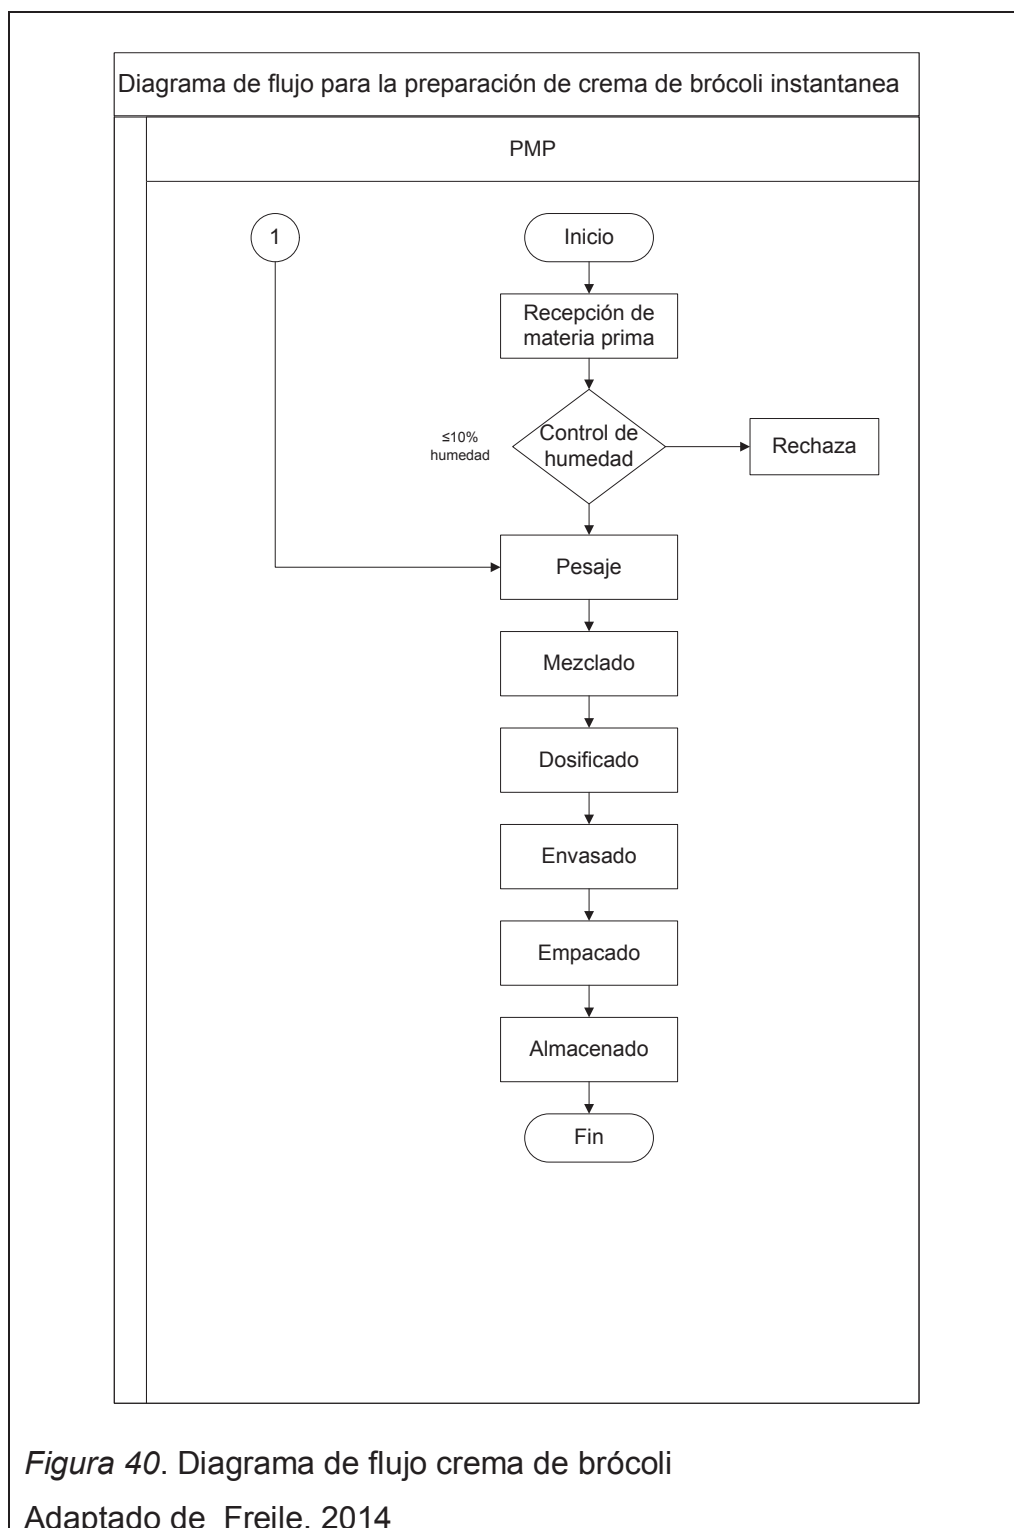 Diagrama de flujo para la preparación de crema de brócoli instantanea
PMP
1
Inicio
Recepción de
materia prima
≤10%
humedad
Control de
humedad
Rechaza
Pesaje
Mezclado
Dosificado
Envasado
Empacado
Almacenado
Fin
Figura 40. Diagrama de flujo crema de brócoli
Adaptado de Freile, 2014